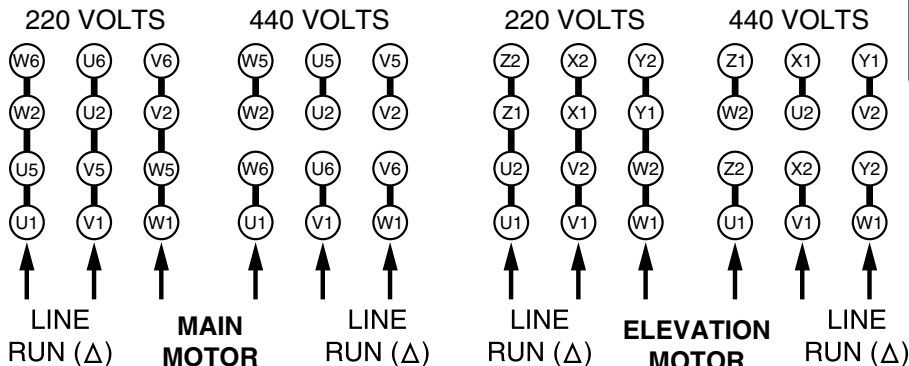 220 VOLTS 440 VOLTS 220 VOLTS 440 VOLTS
W6 U6 V6 W5 U5 V5 Z2 X2 Y2 Z1 X1 Y1
W2 U2 V2 W2 U2 V2 Z1 X1 Y1 W2 U2 V2
U5 V5 W5 W6 U6 V6 U2 V2 W2 Z2 X2 Y2
U1 V1 W1 U1 V1 W1 U1 V1 W1 U1 V1 W1
LINE MAIN LINE LINE ELEVATION LINE
RUN (Δ) MOTOR RUN (Δ) RUN (Δ) MOTOR RUN (Δ)